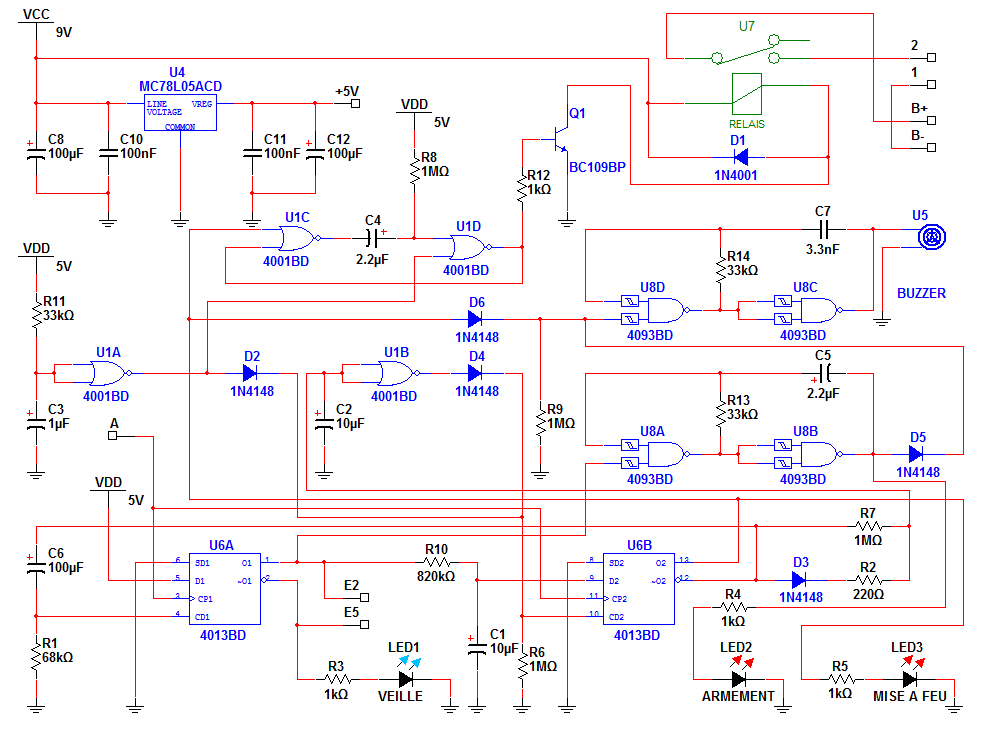 VCC
9V
U7
2
1
B+
B-
U4
MC78L05ACD
LINE VREG
VOLTAGE
COMMON
+5V
VDD
5V
RELAIS
Q1
BC109BP
D1
1N4001
C8
100µF
C10
100nF
C11
100nF
C12
100µF
R8
1MΩ
R12
1kΩ
U1C
4001BD
C4
2.2µF
U1D
4001BD
C7
3.3nF
U5
BUZZER
VDD
5V
R11
33kΩ
R14
33kΩ
U8D
4093BD
U8C
4093BD
D6
1N4148
U1A
4001BD
D2
1N4148
U1B
4001BD
D4
1N4148
C5
2.2µF
C3
1µF
A
C2
10µF
R9
1MΩ
R13
33kΩ
U8A
4093BD
U8B
4093BD
D5
1N4148
VDD
5V
R7
1MΩ
C6
100µF
U6A
6 SD1 O1 1
5 D1 ~O1 2
3 CP1
4 CD1
4013BD
R10
820kΩ
E2
E5
U6B
8 SD2 O2 13
9 D2 ~O2 12
11 CP2
10 CD2
4013BD
D3
1N4148
R2
220Ω
R4
1kΩ
R1
68kΩ
R3
1kΩ
LED1
VEILLE
C1
10µF
R6
1MΩ
LED2
ARMEMENT
R5
1kΩ
LED3
MISE A FEU